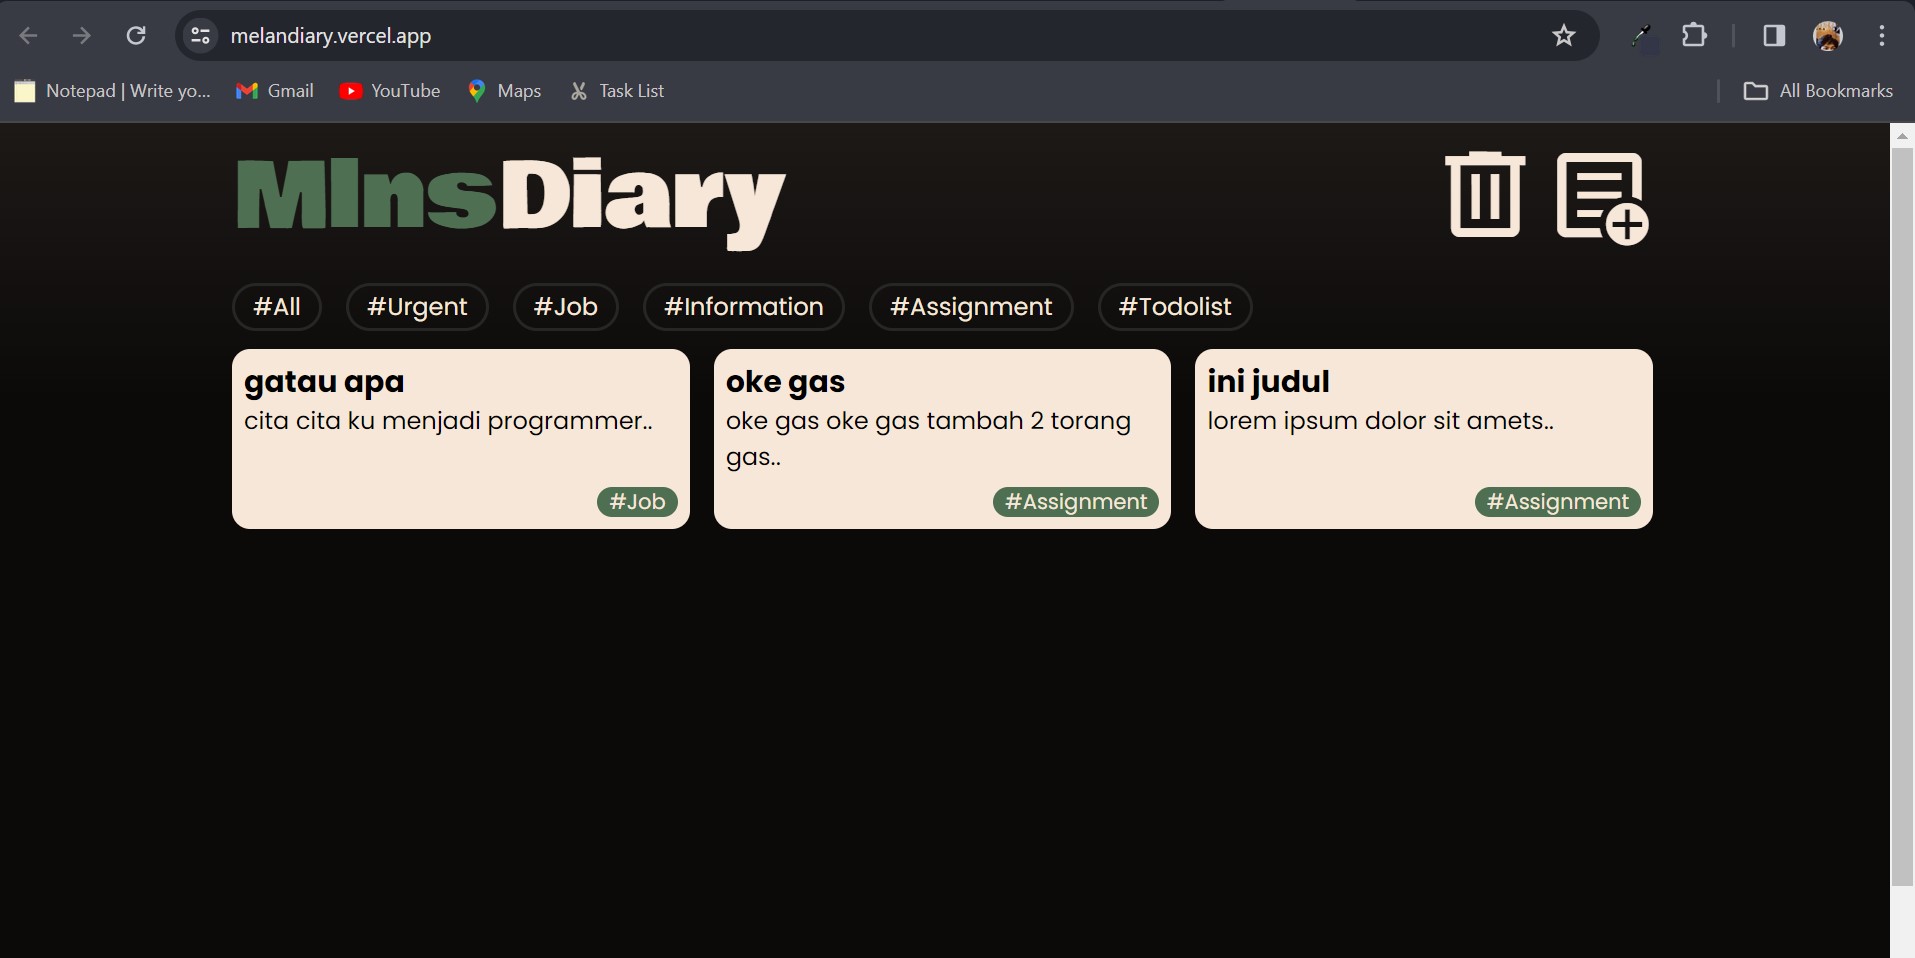 melandiary.vercel.app
Notepad | Write yo... Gmail YouTube Maps Task List All Bookmarks
MlnsDiary
#All #Urgent #Job #Information #Assignment #Todolist
gatau apa
cita cita ku menjadi programmer..
#Job
oke gas
oke gas oke gas tambah 2 torang
gas..
#Assignment
ini judul
lorem ipsum dolor sit amets..
#Assignment